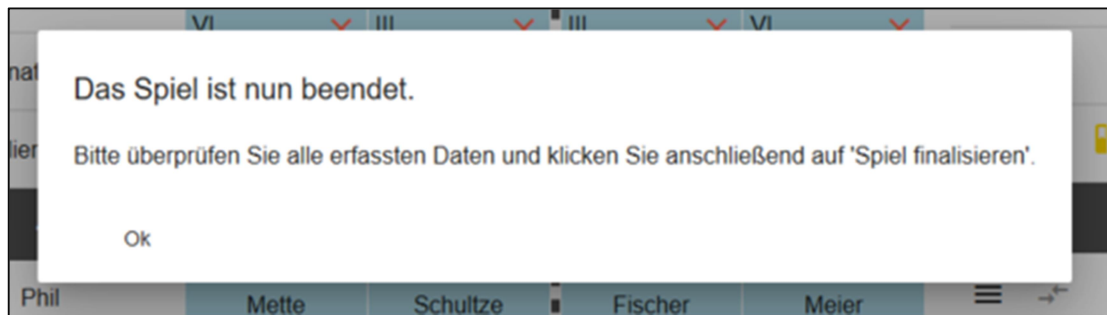 VI III III VI
Das Spiel ist nun beendet.
Bitte überprüfen Sie alle erfassten Daten und klicken Sie anschließend auf 'Spiel finalisieren'.
Ok
Phil Mette Schultze Fischer Meier